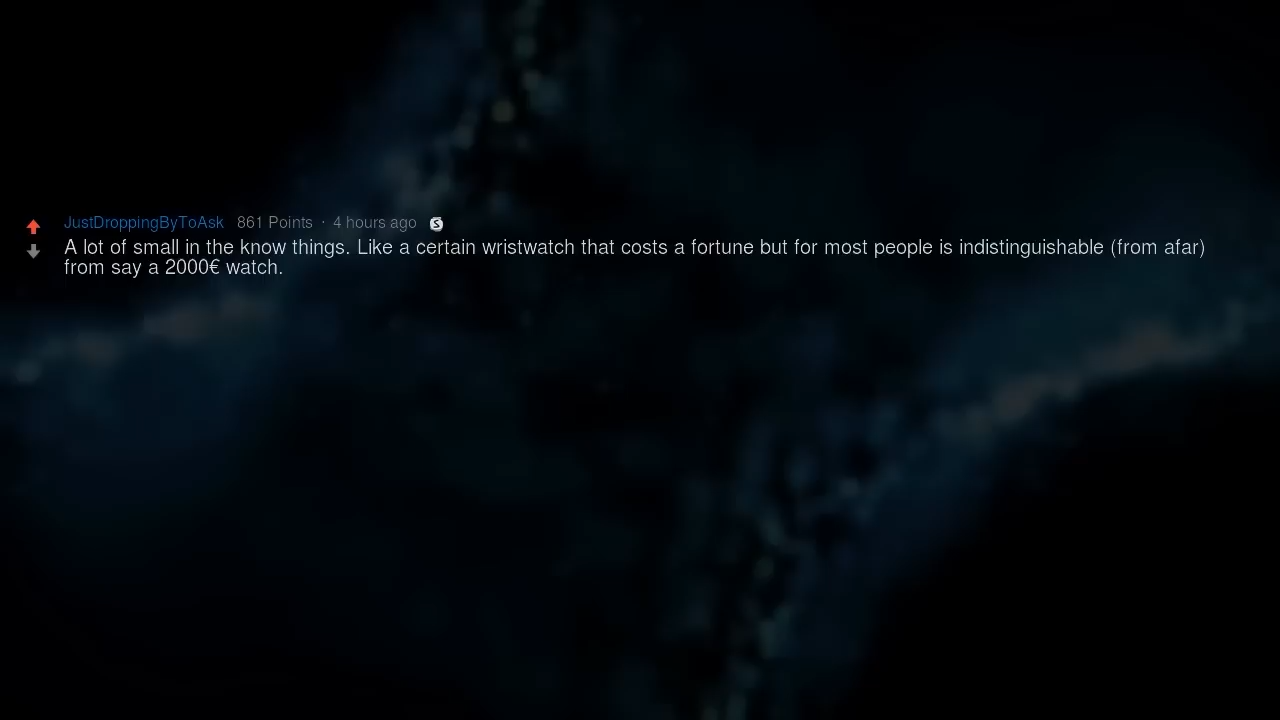 JustDroppingByToAsk 861 Points · 4 hours ago
A lot of small in the know things. Like a certain wristwatch that costs a fortune but for most people is indistinguishable (from afar)
from say a 2000€ watch.